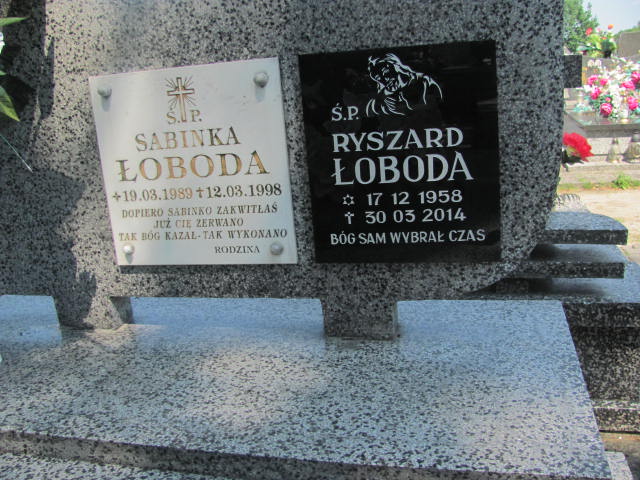 Ś.P.
SABINKA
ŁOBODA
*19.03.1989 †12.03.1998
DOPIERO SABINKO ZAKWITŁAŚ
JUŻ CIĘ ZERWANO
TAK BÓG KAZAŁ-TAK WYKONANO
RODZINA
Ś.P.
RYSZARD
ŁOBODA
✡ 17 12 1958
† 30 03 2014
BÓG SAM WYBRAŁ CZAS